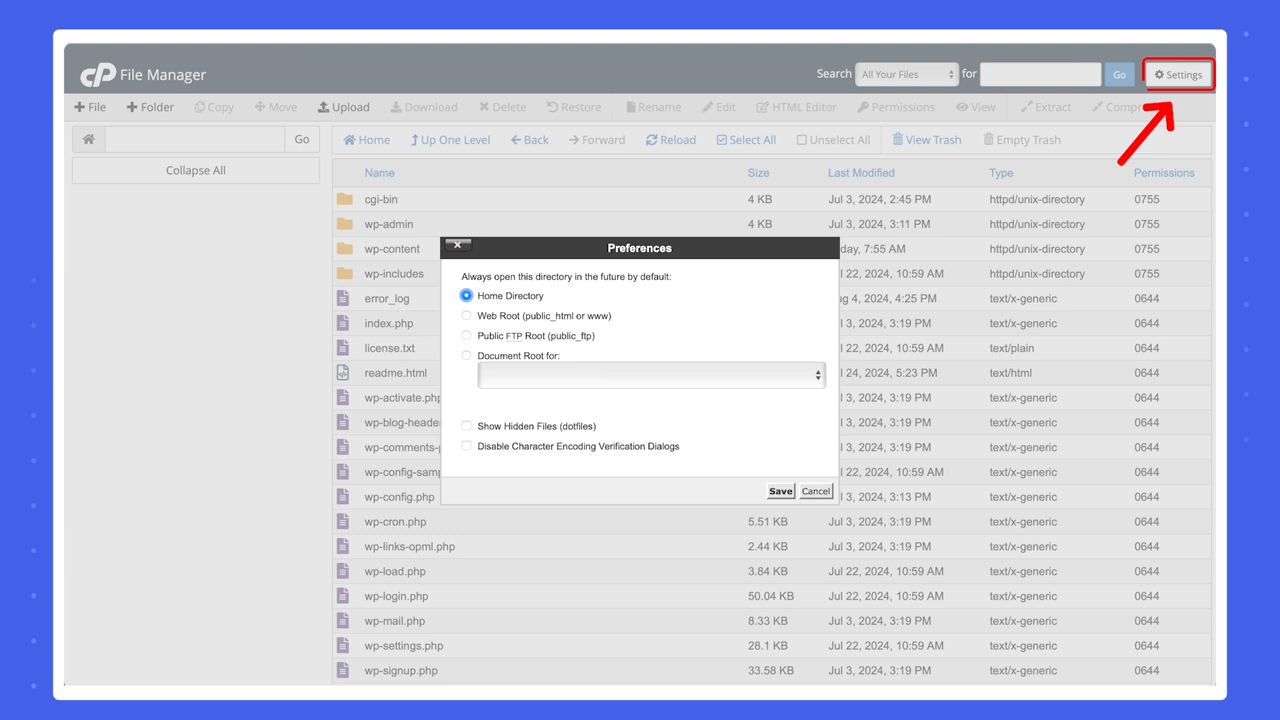 cP File Manager
Search All Your Files for Go Settings
File Folder Copy Move Upload Download Delete Restore Rename Edit HTML Editor Permissions View Extract
Go
Home Up One Level Back Forward Reload Select All Unselect All View Trash Empty Trash
Collapse All
Name Size Last Modified Type Permissions
cgi-bin 4 KB Jul 3, 2024, 2:45 PM httpd/unix-directory 0755
wp-admin 4 KB Jul 3, 2024, 3:11 PM httpd/unix-directory 0755
wp-content 7:55 AM httpd/unix-directory 0755
wp-includes 22, 2024, 10:59 AM httpd/unix-directory 0755
error_log 4, 2024, 4:25 PM text/x-generic 0644
index.php 3, 2024, 3:19 PM text/x-generic 0644
license.txt 22, 2024, 10:59 AM text/plain 0644
readme.html 24, 2024, 5:23 PM text/html 0644
wp-activate.php 3, 2024, 3:19 PM text/x-generic 0644
wp-blog-heade 3, 2024, 3:19 PM text/x-generic 0644
wp-comments- 3, 2024, 3:19 PM text/x-generic 0644
wp-config-sam 22, 2024, 10:59 AM text/x-generic 0644
wp-config.php 3, 2024, 3:13 PM text/x-generic 0644
wp-cron.php 5.51 KB Jul 3, 2024, 3:19 PM text/x-generic 0644
wp-links-opml.php 2.44 KB Jul 3, 2024, 3:19 PM text/x-generic 0644
wp-load.php 3.84 KB Jul 22, 2024, 10:59 AM text/x-generic 0644
wp-login.php 50.04 KB Jul 22, 2024, 10:59 AM text/x-generic 0644
wp-mail.php 8.33 KB Jul 3, 2024, 3:19 PM text/x-generic 0644
wp-settings.php 28.1 KB Jul 22, 2024, 10:59 AM text/x-generic 0644
wp-signup.php 33.58 KB Jul 3, 2024, 3:19 PM text/x-generic 0644
Preferences
Always open this directory in the future by default:
Home Directory
Web Root (public_html or www)
Public FTP Root (public_ftp)
Document Root for:
Show Hidden Files (dotfiles)
Disable Character Encoding Verification Dialogs
Save Cancel